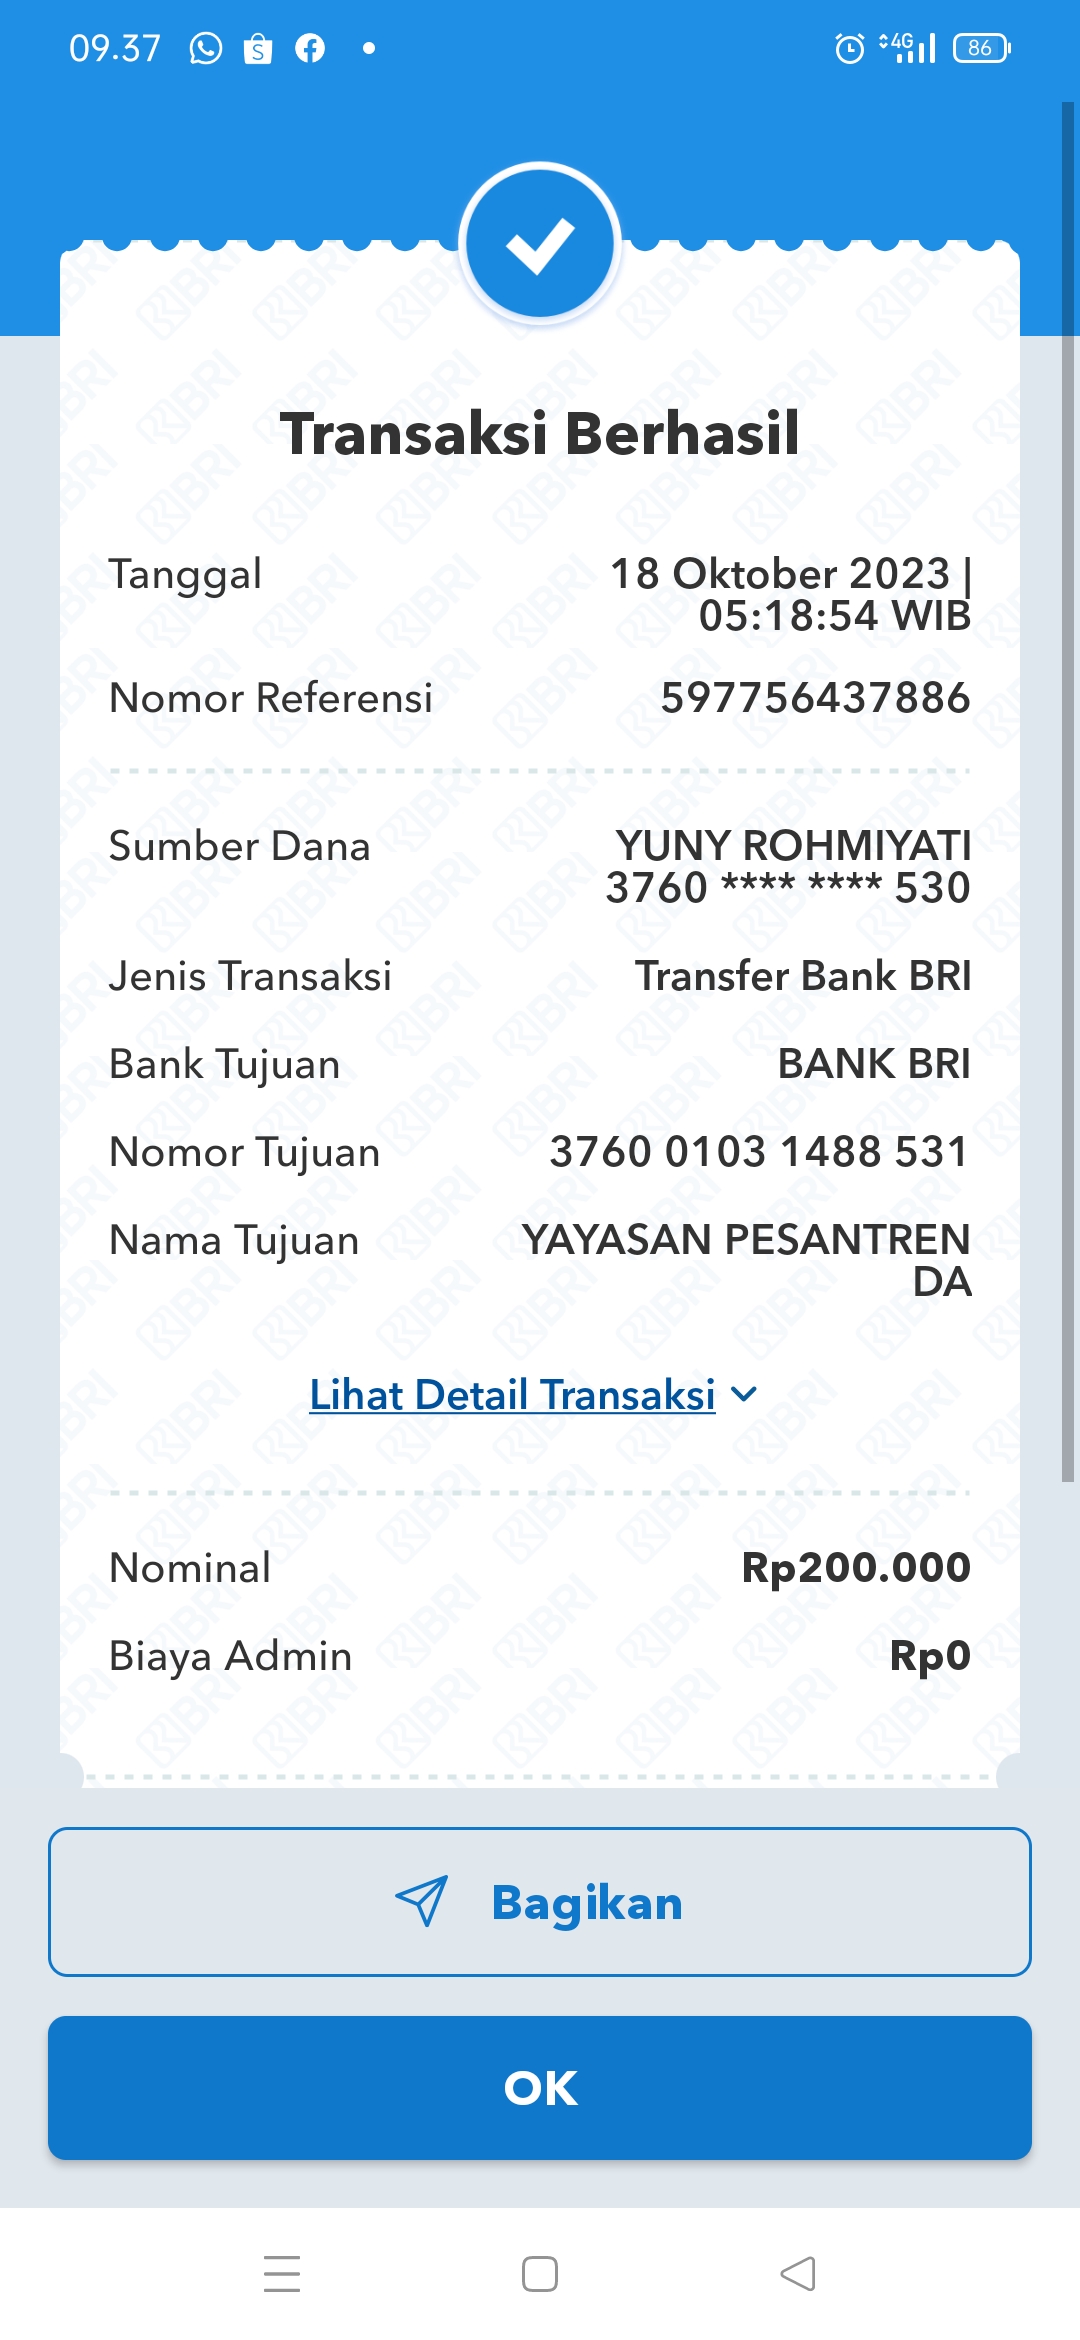 09.37 4G 86
Transaksi Berhasil
Tanggal 18 Oktober 2023 |
05:18:54 WIB
Nomor Referensi 597756437886
Sumber Dana YUNY ROHMIYATI
3760 **** **** 530
Jenis Transaksi Transfer Bank BRI
Bank Tujuan BANK BRI
Nomor Tujuan 3760 0103 1488 531
Nama Tujuan YAYASAN PESANTREN
DA
Lihat Detail Transaksi
Nominal Rp200.000
Biaya Admin Rp0
Bagikan
OK